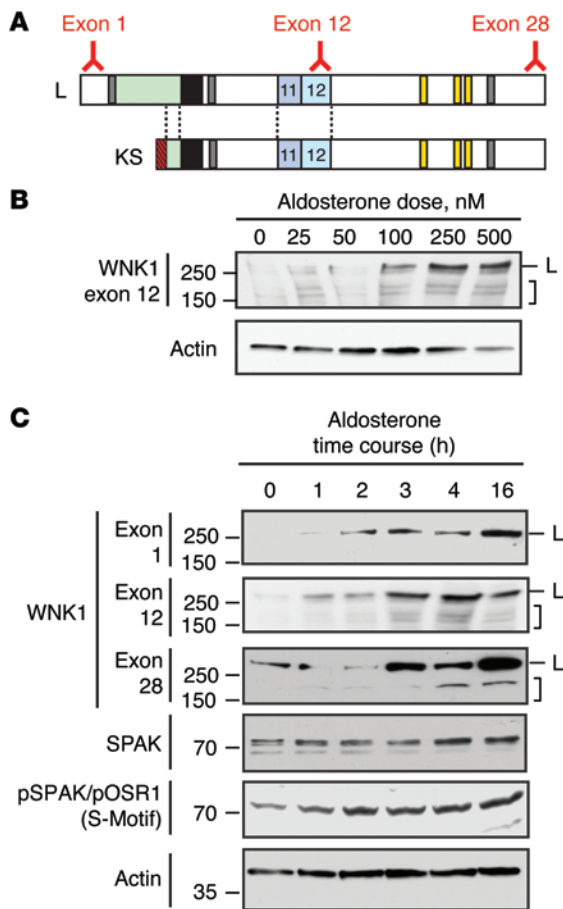 A
Exon 1 Exon 12 Exon 28
L 11 12
KS 11 12
B
Aldosterone dose, nM
0 25 50 100 250 500
WNK1
exon 12
250
150
L
Actin
C
Aldosterone
time course (h)
0 1 2 3 4 16
WNK1
Exon
1
250
150
L
Exon
12
250
150
L
Exon
28
250
150
L
SPAK
70
pSPAK/pOSR1
(S-Motif)
70
Actin
35